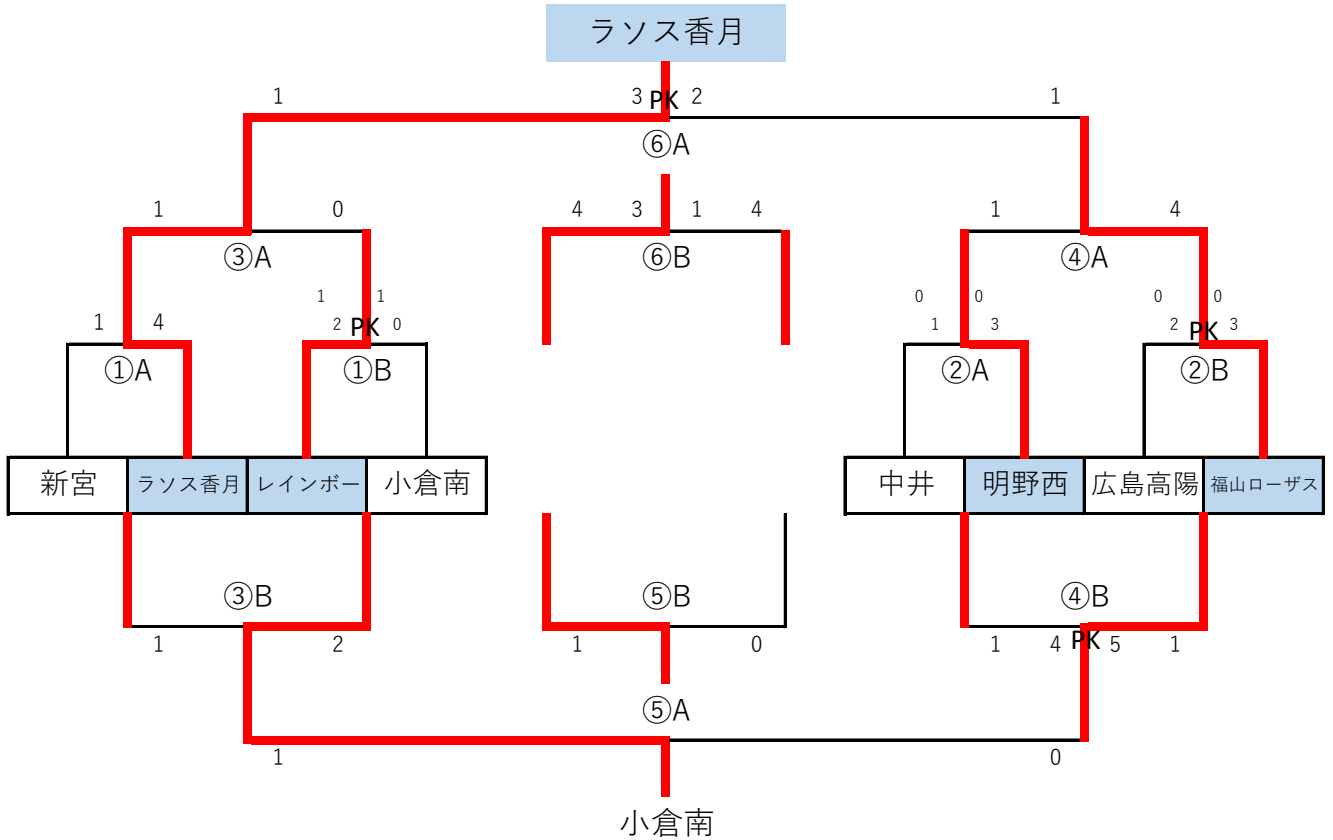 ラソス香月
1 3 PK 2 1
⑥A
1 0 4 3 1 4 1 4
③A ⑥B ④A
1 1 0 0 0 0
1 4 2 PK 0 1 3 2 PK 3
①A ①B ②A ②B
新宮 ラソス香月 レインボー 小倉南 中井 明野西 広島高陽 福山ローザス
③B ⑤B ④B
1 2 1 0 1 4 PK 5 1
⑤A
1 0
小倉南